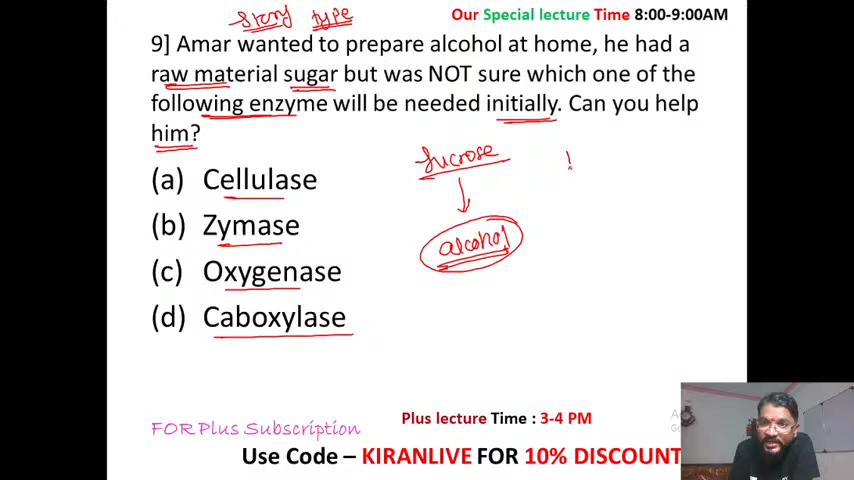 story type
Our Special lecture Time 8:00-9:00AM
9] Amar wanted to prepare alcohol at home, he had a
raw material sugar but was NOT sure which one of the
following enzyme will be needed initially. Can you help
him?
Sucrose
(a) Cellulase
(b) Zymase
alcohol
(c) Oxygenase
(d) Caboxylase
Plus lecture Time : 3-4 PM
FOR Plus Subscription
Use Code – KIRANLIVE FOR 10% DISCOUNT